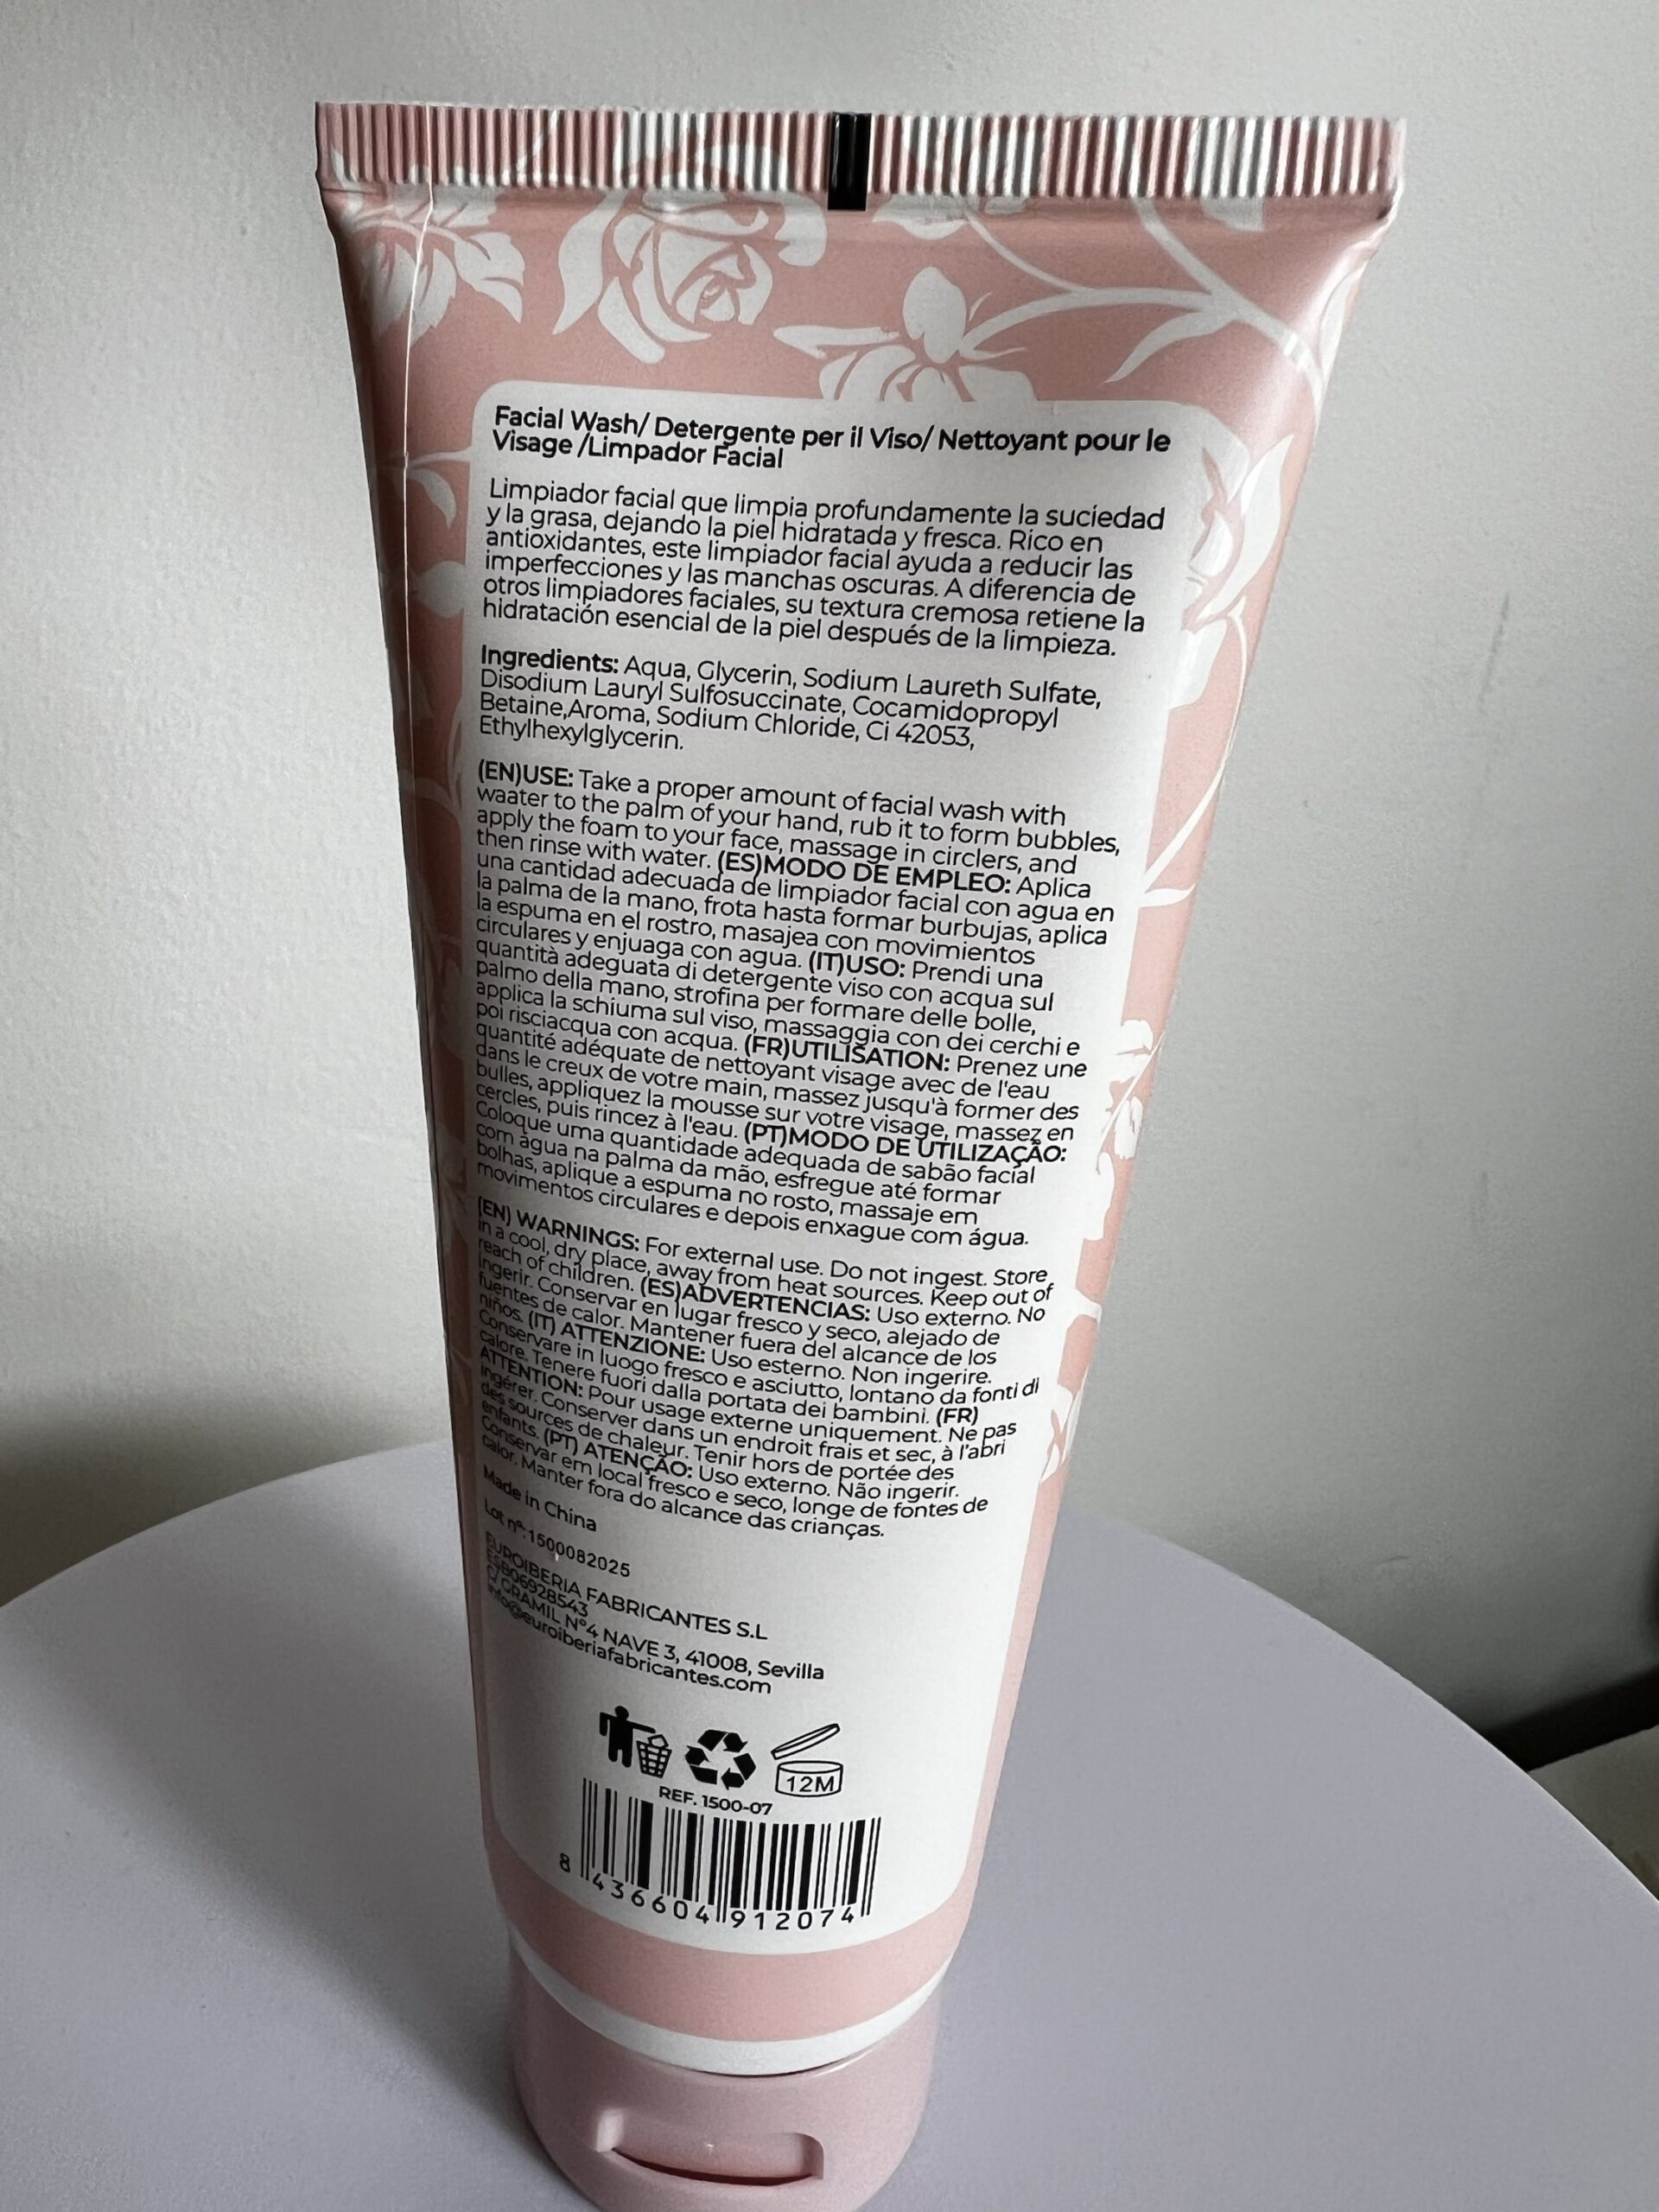 Facial Wash/ Detergente per il Viso/ Nettoyant pour le
Visage /Limpador Facial
Limpiador facial que limpia profundamente la suciedad
y la grasa, dejando la piel hidratada y fresca. Rico en
antioxidantes, este limpiador facial ayuda a reducir las
imperfecciones y las manchas oscuras. A diferencia de
otros limpiadores faciales, su textura cremosa retiene la
hidratación esencial de la piel después de la limpieza.
Ingredients: Aqua, Glycerin, Sodium Laureth Sulfate,
Disodium Lauryl Sulfosuccinate, Cocamidopropyl
Betaine,Aroma, Sodium Chloride, Ci 42053,
Ethylhexylglycerin.
(EN)USE: Take a proper amount of facial wash with
waater to the palm of your hand, rub it to form bubbles,
apply the foam to your face, massage in circlers, and
then rinse with water. (ES)MODO DE EMPLEO: Aplica
una cantidad adecuada de limpiador facial con agua en
la palma de la mano, frota hasta formar burbujas, aplica
la espuma en el rostro, masajea con movimientos
circulares y enjuaga con agua. (IT)USO: Prendi una
quantità adeguata di detergente viso con acqua sul
palmo della mano, strofina per formare delle bolle,
applica la schiuma sul viso, massaggia con dei cerchi e
poi risciacqua con acqua. (FR)UTILISATION: Prenez une
quantité adéquate de nettoyant visage avec de l'eau
dans le creux de votre main, massez jusqu'à former des
bulles, appliquez la mousse sur votre visage, massez en
cercles, puis rincez à l'eau. (PT)MODO DE UTILIZAÇÃO:
Coloque uma quantidade adequada de sabão facial
com água na palma da mão, esfregue até formar
bolhas, aplique a espuma no rosto, massaje em
movimentos circulares e depois enxague com água.
(EN) WARNINGS: For external use. Do not ingest. Store
in a cool, dry place, away from heat sources. Keep out of
reach of children. (ES)ADVERTENCIAS: Uso externo. No
ingerir. Conservar en lugar fresco y seco, alejado de
fuentes de calor. Mantener fuera del alcance de los
niños. (IT) ATTENZIONE: Uso esterno. Non ingerire.
Conservare in luogo fresco e asciutto, lontano da fonti di
calore. Tenere fuori dalla portata dei bambini. (FR)
ATTENTION: Pour usage externe uniquement. Ne pas
ingérer. Conserver dans un endroit frais et sec, à l'abri
des sources de chaleur. Tenir hors de portée des
enfants. (PT) ATENÇÃO: Uso externo. Não ingerir.
Conservar em local fresco e seco, longe de fontes de
calor. Manter fora do alcance das crianças.
Made in China
Lot nº:1500082025
EUROIBERIA FABRICANTES S.L
ESB06928543
C/ GRAMIL Nº4 NAVE 3, 41008, Sevilla
info@euroiberiafabricantes.com
12M
REF. 1500-07
8 436604 912074